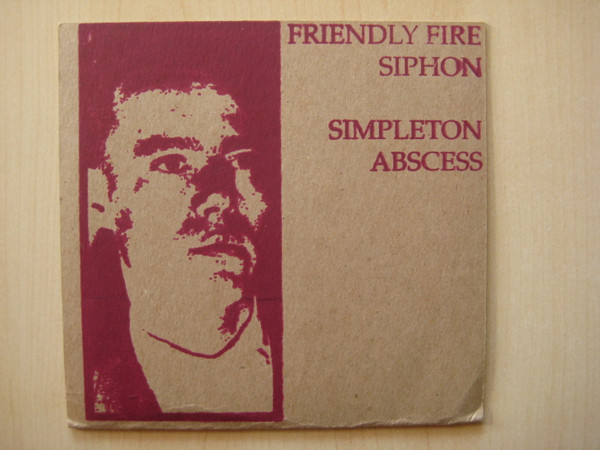 FRIENDLY FIRE
SIPHON
SIMPLETON
ABSCESS